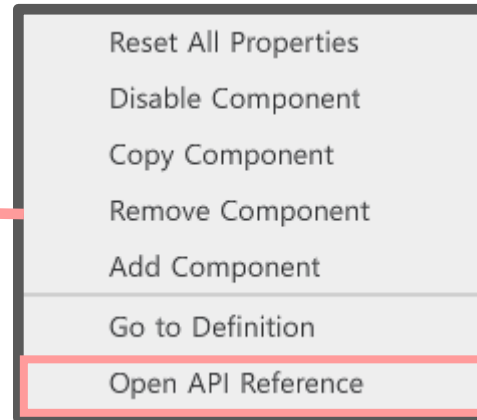 Reset All Properties
Disable Component
Copy Component
Remove Component
Add Component
Go to Definition
Open API Reference